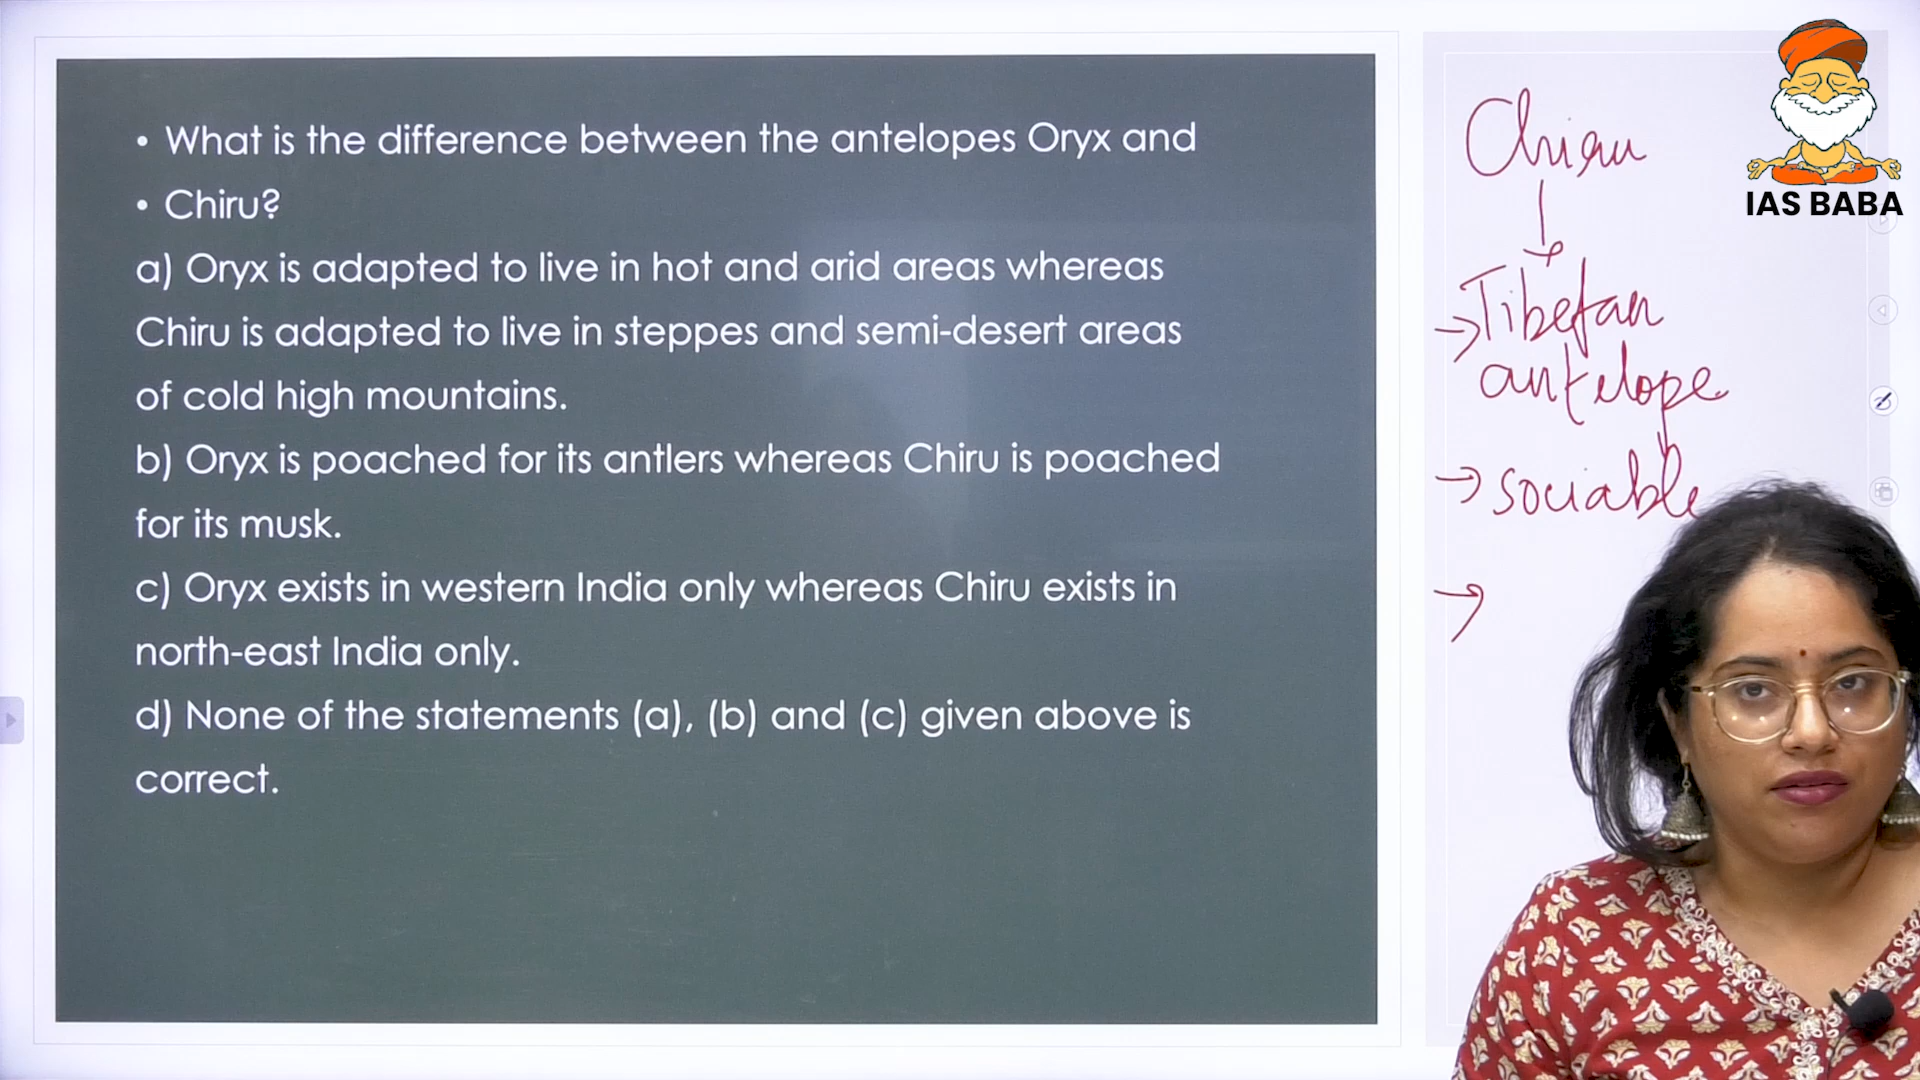 • What is the difference between the antelopes Oryx and
• Chiru?
a) Oryx is adapted to live in hot and arid areas whereas
Chiru is adapted to live in steppes and semi-desert areas
of cold high mountains.
b) Oryx is poached for its antlers whereas Chiru is poached
for its musk.
c) Oryx exists in western India only whereas Chiru exists in
north-east India only.
d) None of the statements (a), (b) and (c) given above is
correct.
Chiru
→ Tibetan
antelope
→ sociable
→
IAS BABA